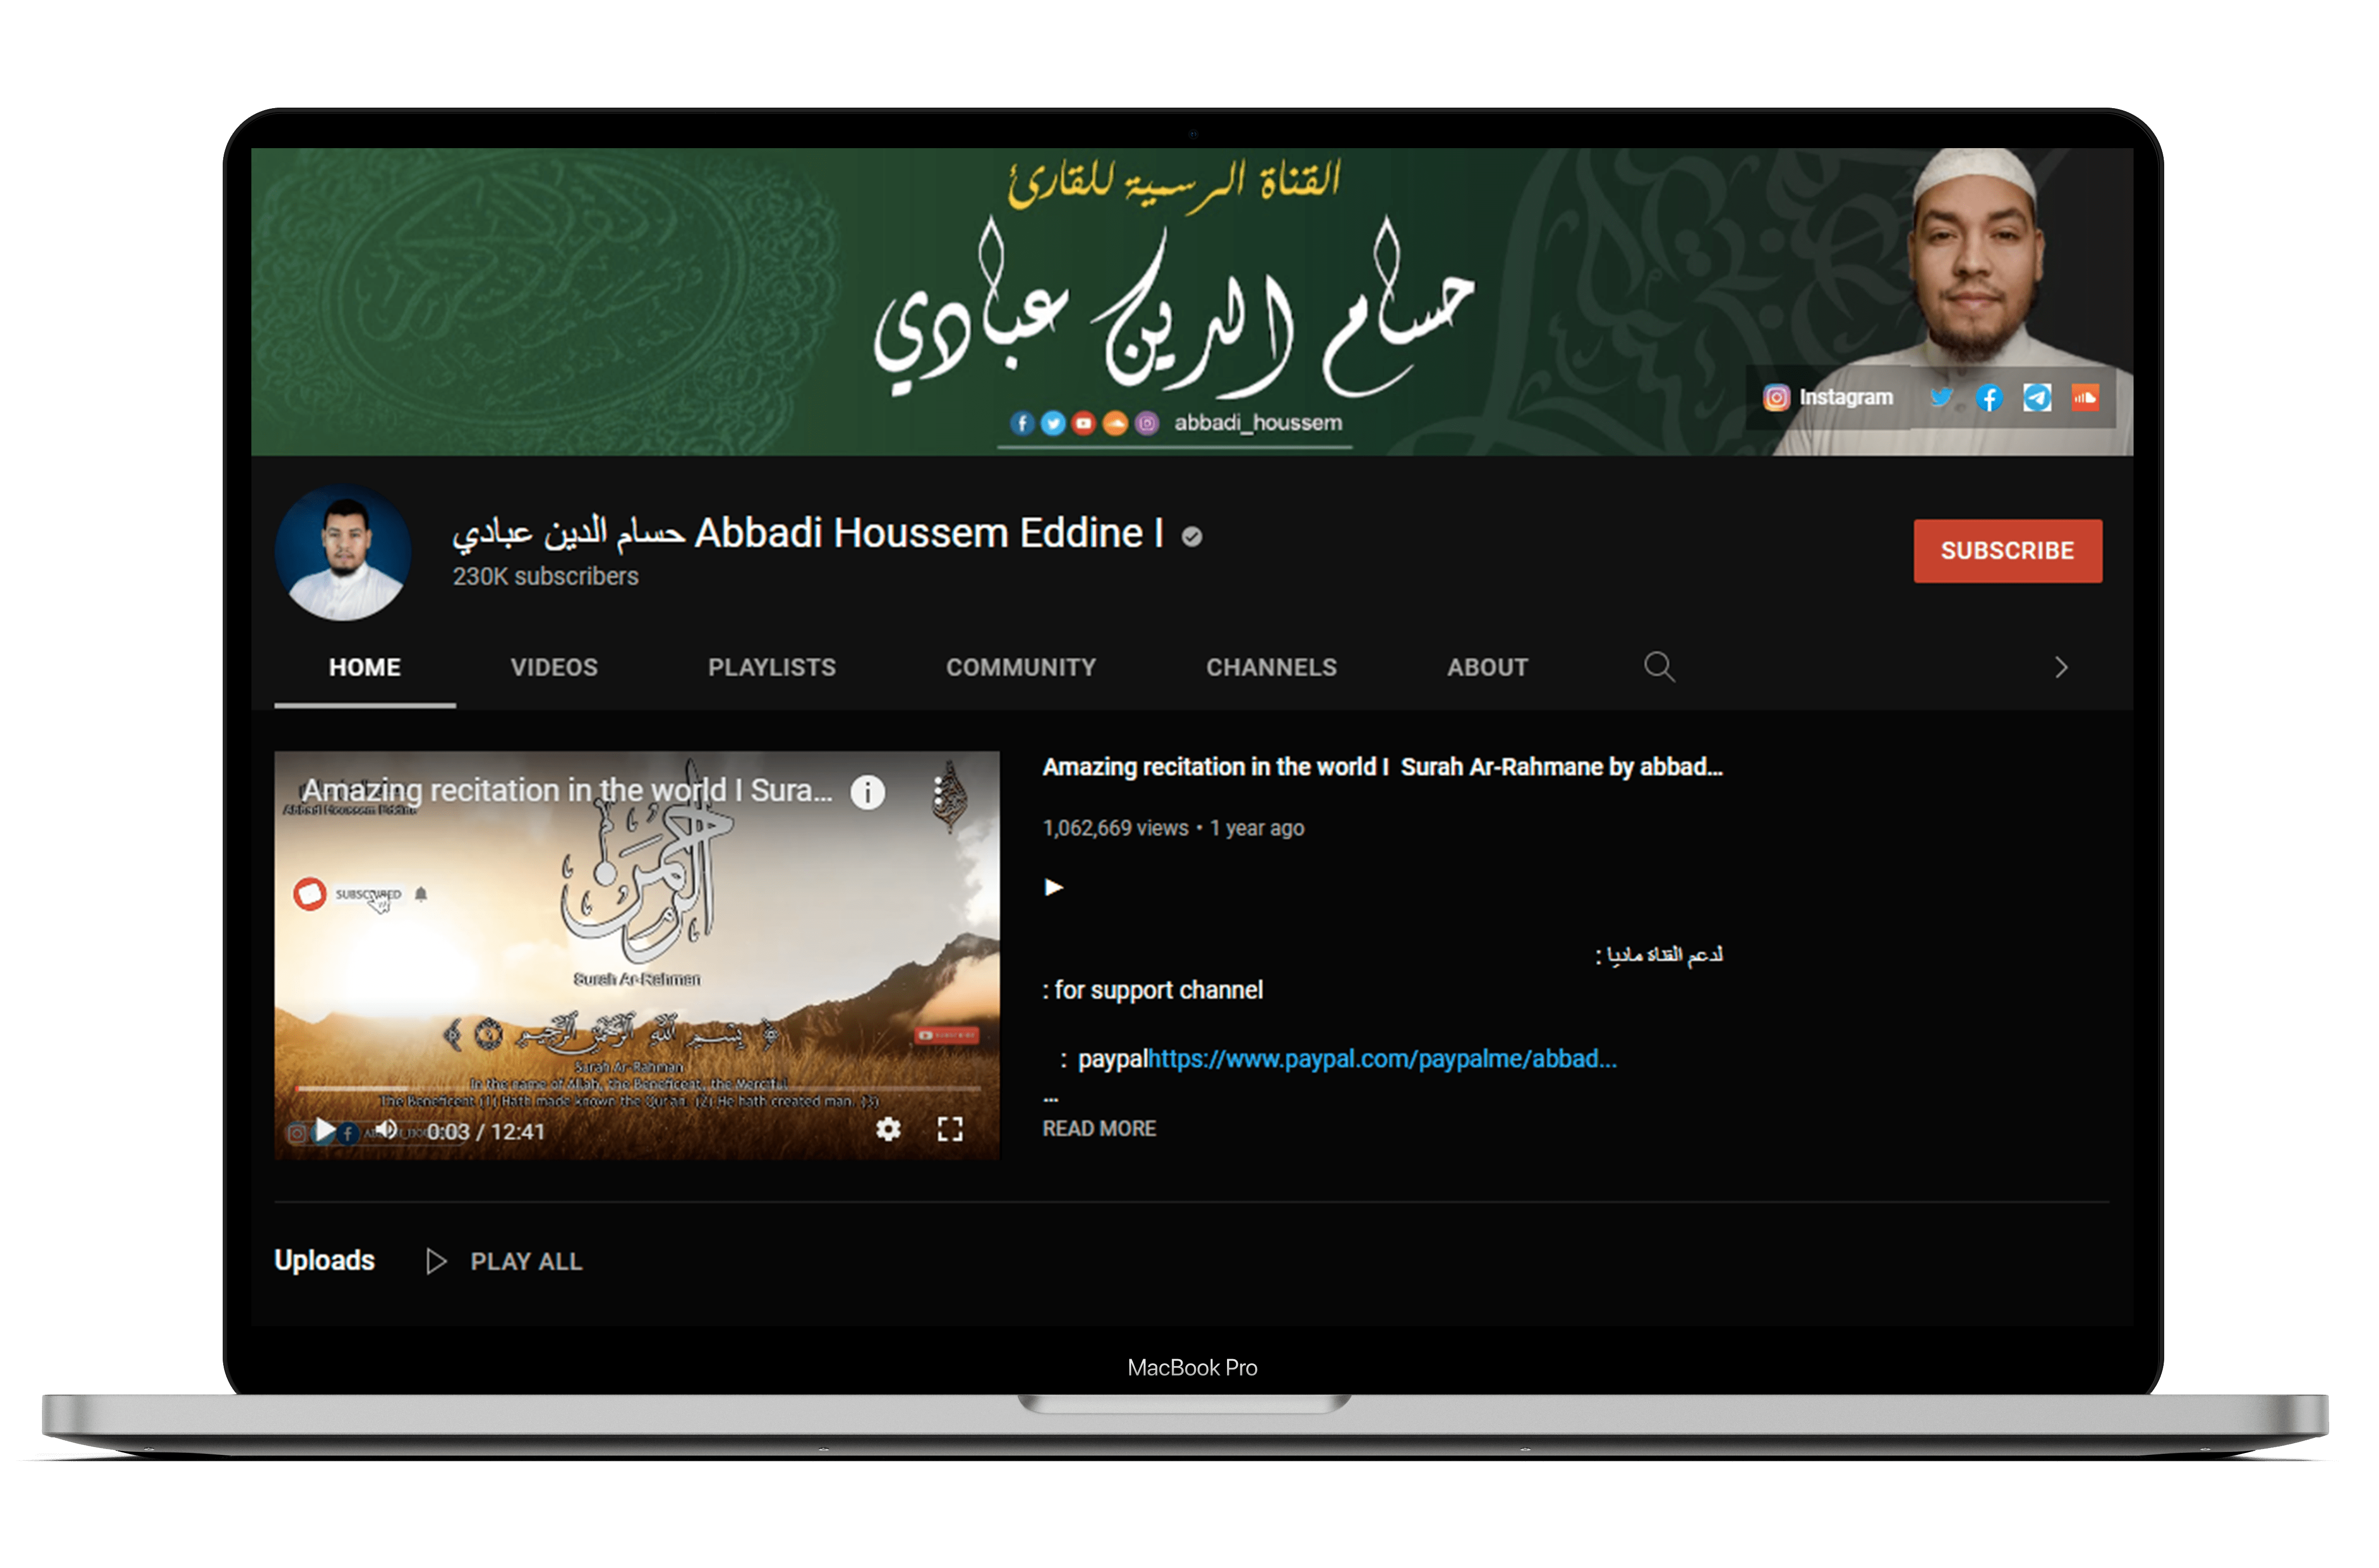 القناة الرسمية للقارئ
حسام الدين عبادي
abbadi_houssem
Instagram
حسام الدين عبادي Abbadi Houssem Eddine I
230K subscribers
SUBSCRIBE
HOME VIDEOS PLAYLISTS COMMUNITY CHANNELS ABOUT
Amazing recitation in the world I Sura...
Abbadi Houssem Eddine
الرحمن
SUBSCRIBED
Surah Ar-Rahman
بِسْمِ اللَّهِ الرَّحْمَٰنِ الرَّحِيمِ
SUBSCRIBE
Surah Ar-Rahman
In the name of Allah, the Beneficent, the Merciful
The Beneficent (1) Hath made known the Qur'an. (2) He hath created man. (3)
0:03 / 12:41
Amazing recitation in the world I Surah Ar-Rahmane by abbad...
1,062,669 views • 1 year ago
▶
لدعم القناة ماديا :
: for support channel
: paypalhttps://www.paypal.com/paypalme/abbad...
...
READ MORE
Uploads PLAY ALL
MacBook Pro